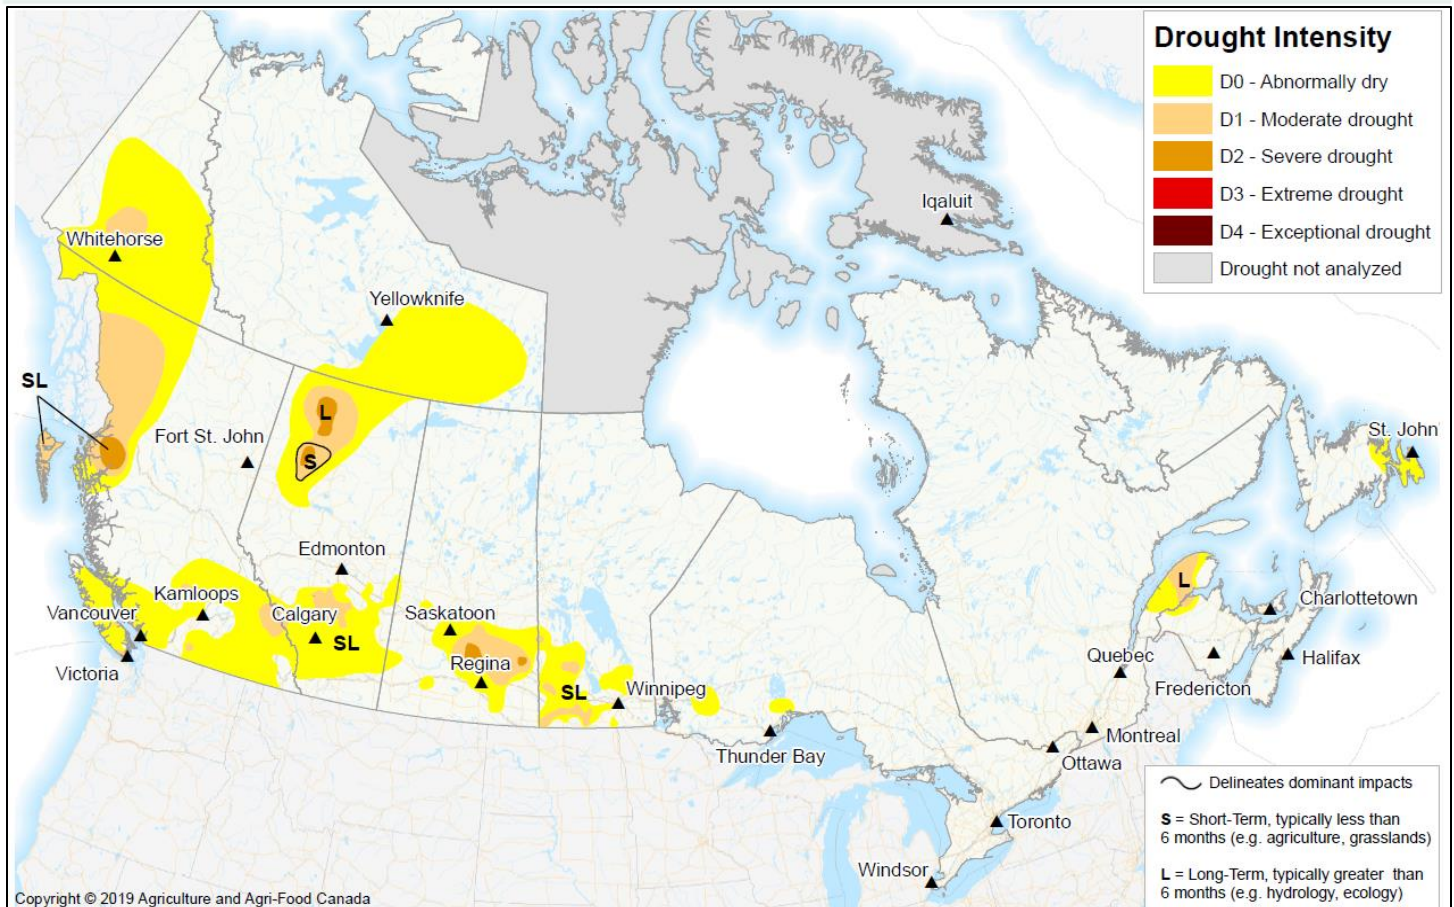 Drought Intensity
D0 - Abnormally dry
D1 - Moderate drought
D2 - Severe drought
D3 - Extreme drought
D4 - Exceptional drought
Drought not analyzed
Iqaluit
Whitehorse
Yellowknife
SL
L
Fort St. John
S
St. John
Edmonton
L
Kamloops
Vancouver
Calgary
Saskatoon
Charlottetown
SL
Victoria
Regina
Quebec
Halifax
SL
Winnipeg
Fredericton
Montreal
Thunder Bay
Ottawa
Toronto
Windsor
Delineates dominant impacts
S = Short-Term, typically less than
6 months (e.g. agriculture, grasslands)
L = Long-Term, typically greater than
6 months (e.g. hydrology, ecology)
Copyright © 2019 Agriculture and Agri-Food Canada